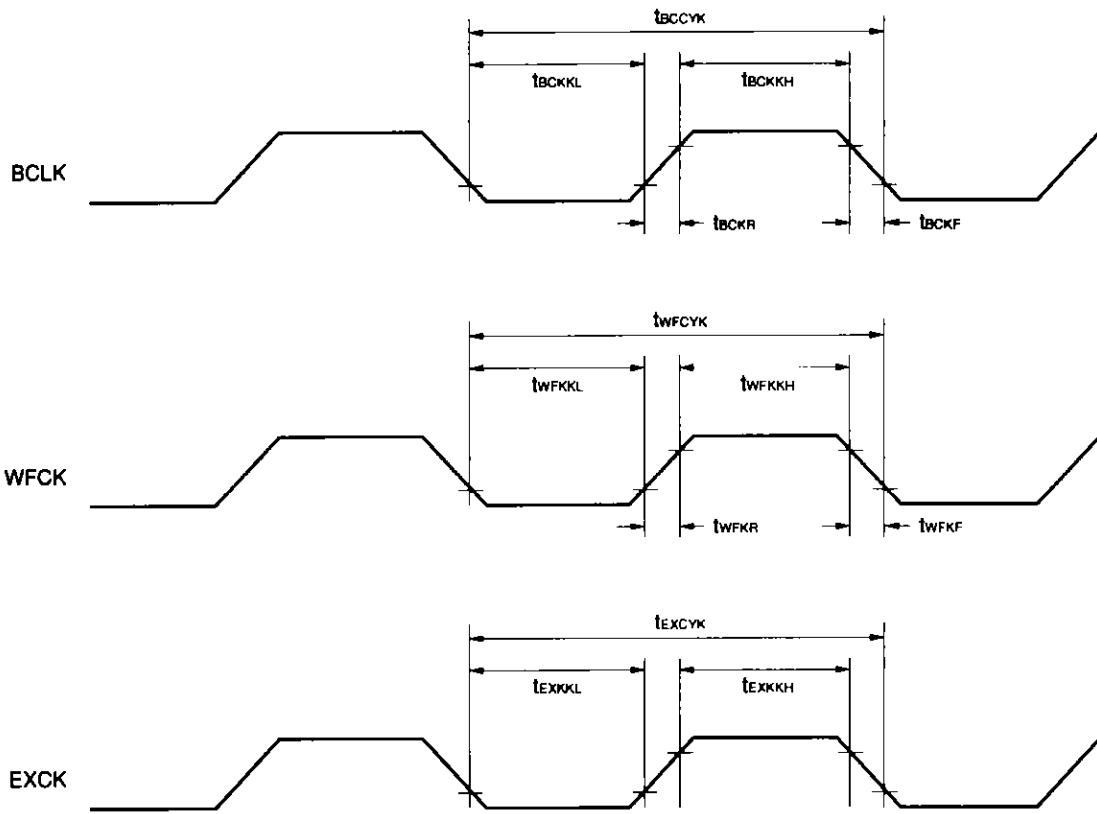 tBCCYK
tBCKKL tBCKKH
BCLK
tBCKR tBCKF
tWFCYK
tWFKKL tWFKKH
WFCK
tWFKR tWFKF
tEXCYK
tEXKKL tEXKKH
EXCK